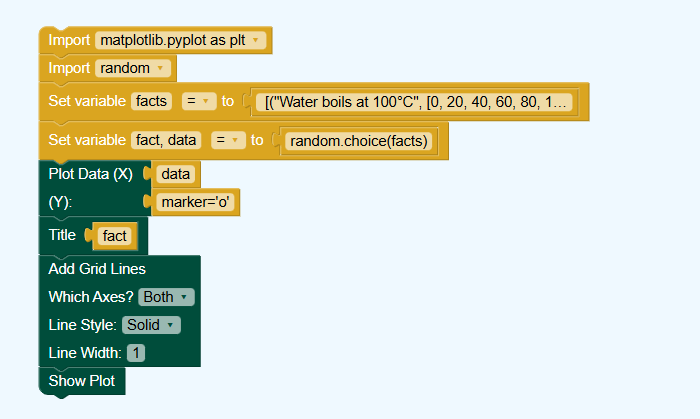 Import matplotlib.pyplot as plt
Import random
Set variable facts = to [("Water boils at 100°C", [0, 20, 40, 60, 80, 1...
Set variable fact, data = to random.choice(facts)
Plot Data (X) data
(Y): marker='o'
Title fact
Add Grid Lines
Which Axes? Both
Line Style: Solid
Line Width: 1
Show Plot